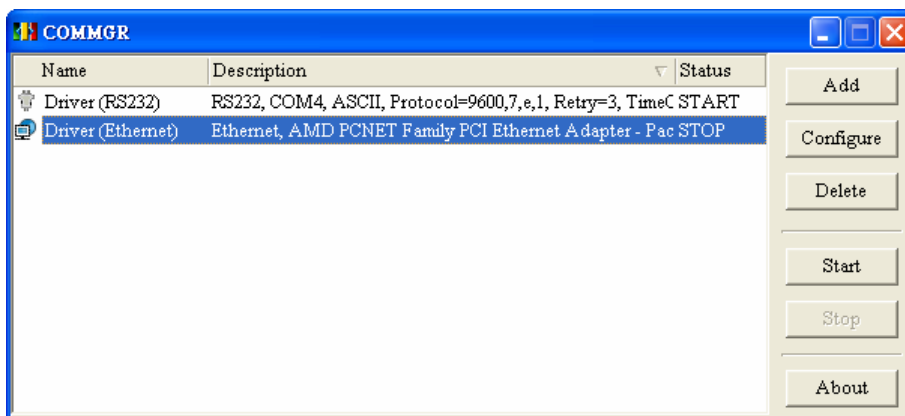 COMMGR
Name Description Status
Driver (RS232) RS232, COM4, ASCII, Protocol=9600,7,e,1, Retry=3, TimeC START
Driver (Ethernet) Ethernet, AMD PCNET Family PCI Ethernet Adapter - Pac STOP
Add
Configure
Delete
Start
Stop
About